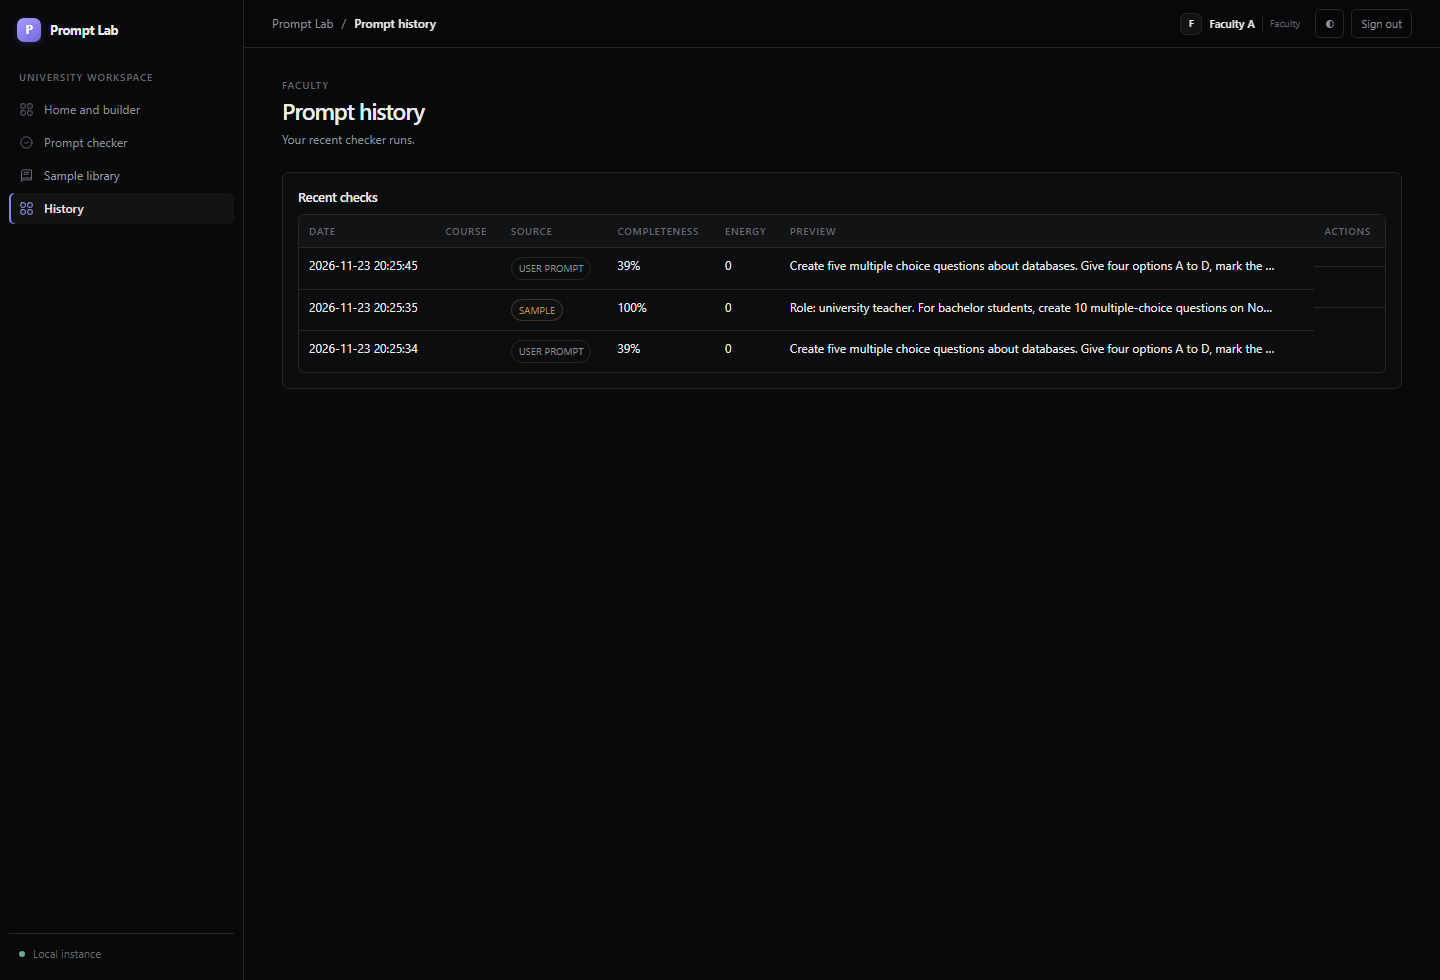 P Prompt Lab
Prompt Lab / Prompt history
F Faculty A Faculty
Sign out
UNIVERSITY WORKSPACE
Home and builder
Prompt checker
Sample library
History
FACULTY
Prompt history
Your recent checker runs.
Recent checks
DATE COURSE SOURCE COMPLETENESS ENERGY PREVIEW ACTIONS
2026-11-23 20:25:45 USER PROMPT 39% 0 Create five multiple choice questions about databases. Give four options A to D, mark the ...
2026-11-23 20:25:35 SAMPLE 100% 0 Role: university teacher. For bachelor students, create 10 multiple-choice questions on No...
2026-11-23 20:25:34 USER PROMPT 39% 0 Create five multiple choice questions about databases. Give four options A to D, mark the ...
Local instance